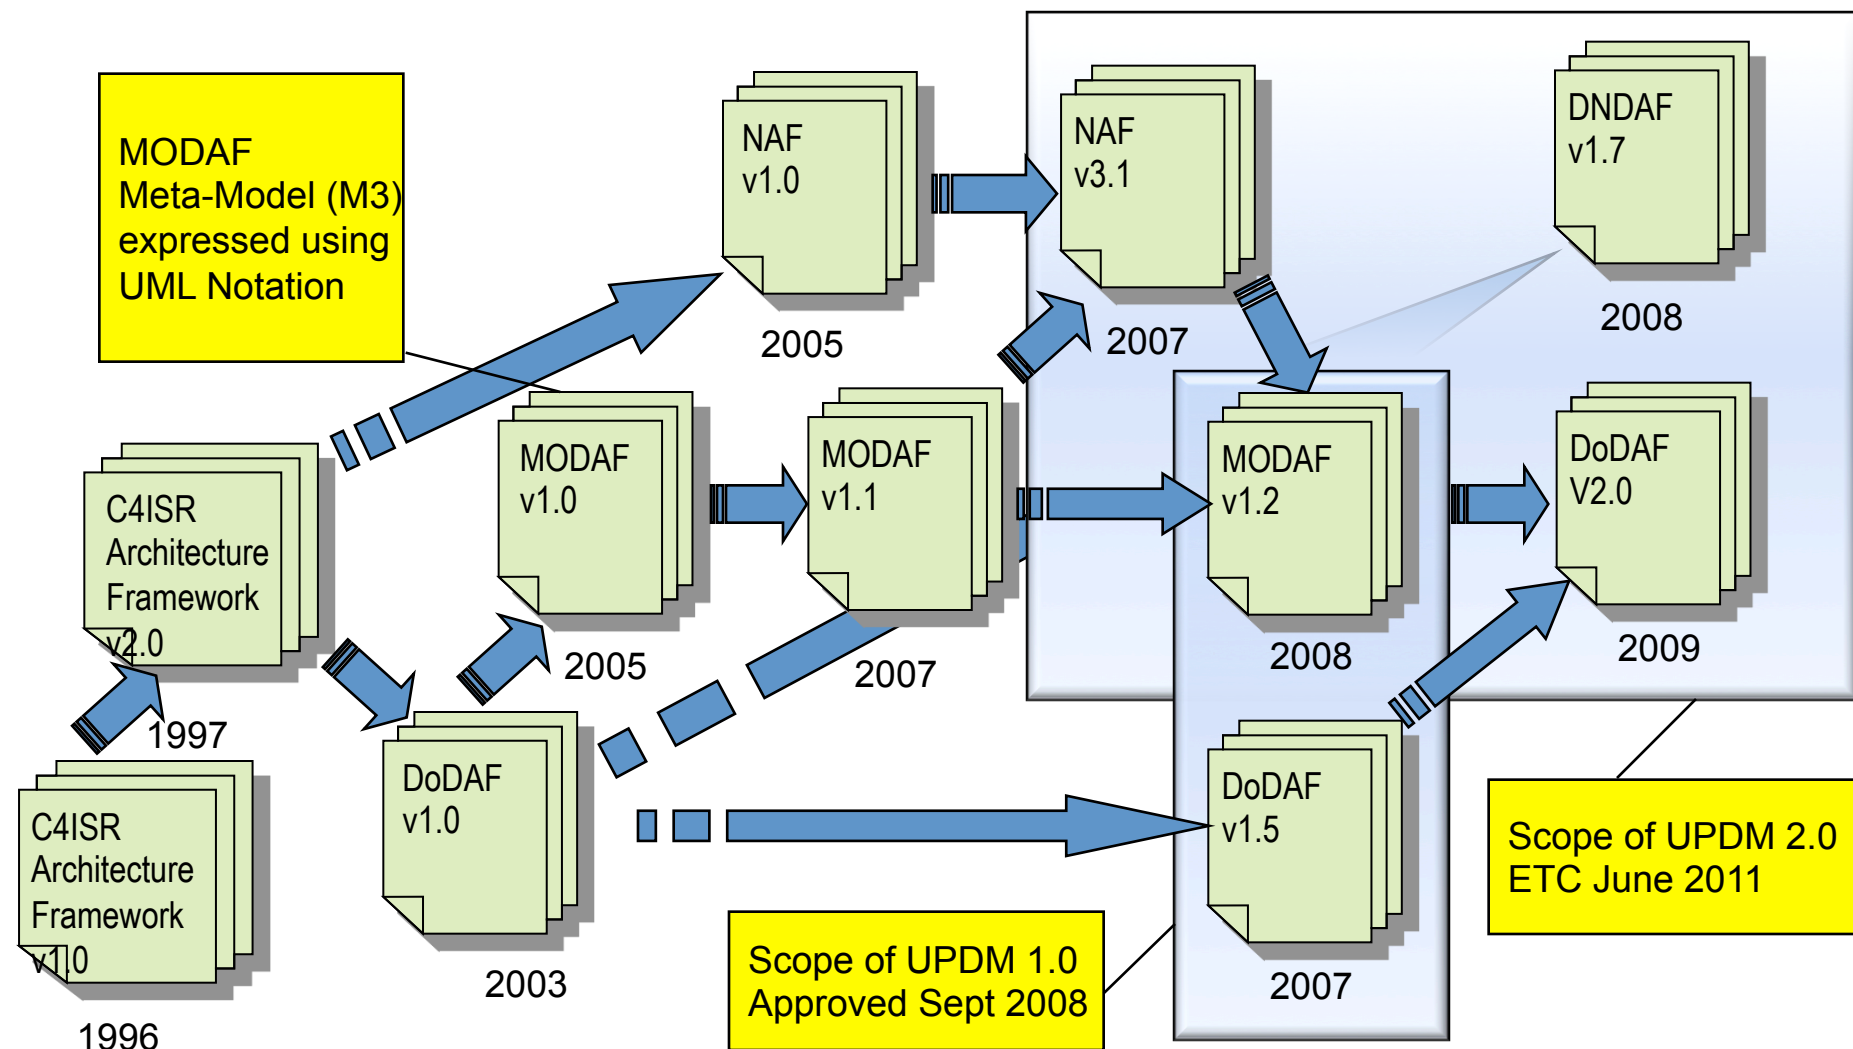 MODAF
Meta-Model (M3)
expressed using
UML Notation
NAF
v1.0
2005
NAF
v3.1
2007
DNDAF
v1.7
2008
C4ISR
Architecture
Framework
v2.0
1997
MODAF
v1.0
2005
MODAF
v1.1
2007
MODAF
v1.2
2008
DoDAF
V2.0
2009
C4ISR
Architecture
Framework
v1.0
1996
DoDAF
v1.0
2003
DoDAF
v1.5
2007
Scope of UPDM 1.0
Approved Sept 2008
Scope of UPDM 2.0
ETC June 2011